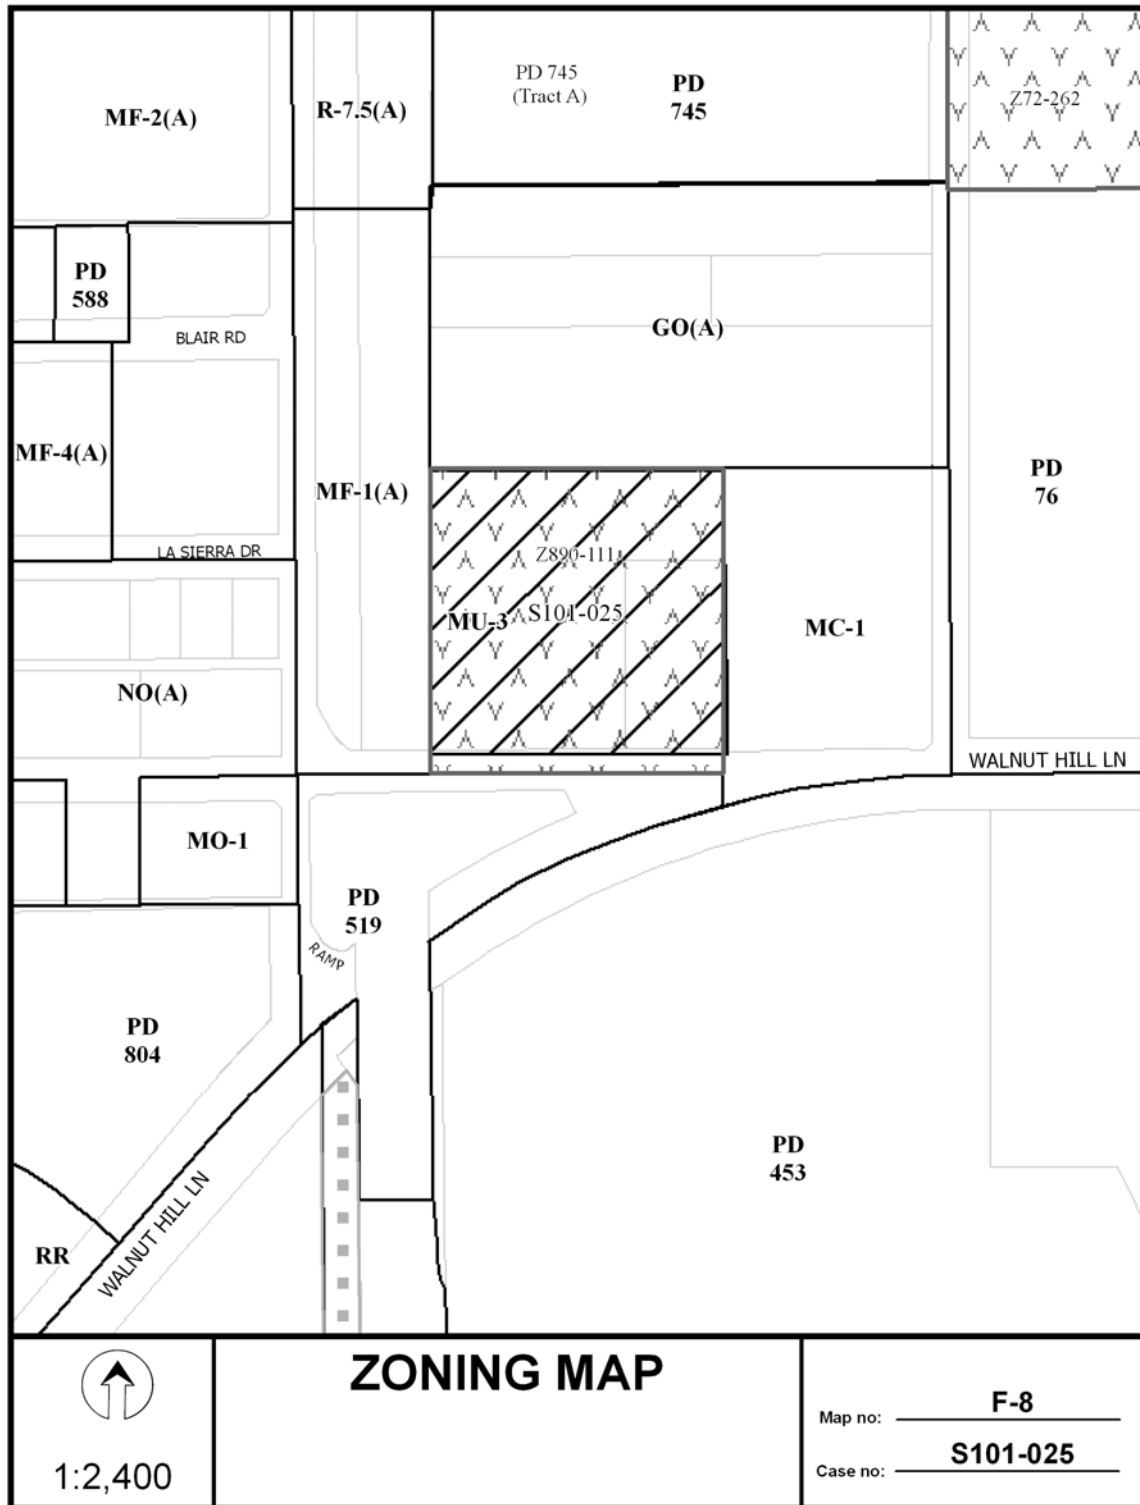 PD 745
(Tract A)
PD
745
Z72-262
MF-2(A)
R-7.5(A)
PD
588
BLAIR RD
GO(A)
MF-4(A)
MF-1(A)
PD
76
LA SIERRA DR
Z890-111
MU-3
S101-025
MC-1
NO(A)
WALNUT HILL LN
MO-1
PD
519
RAMP
PD
804
PD
453
WALNUT HILL LN
RR
1:2,400
ZONING MAP
Map no: F-8
Case no: S101-025